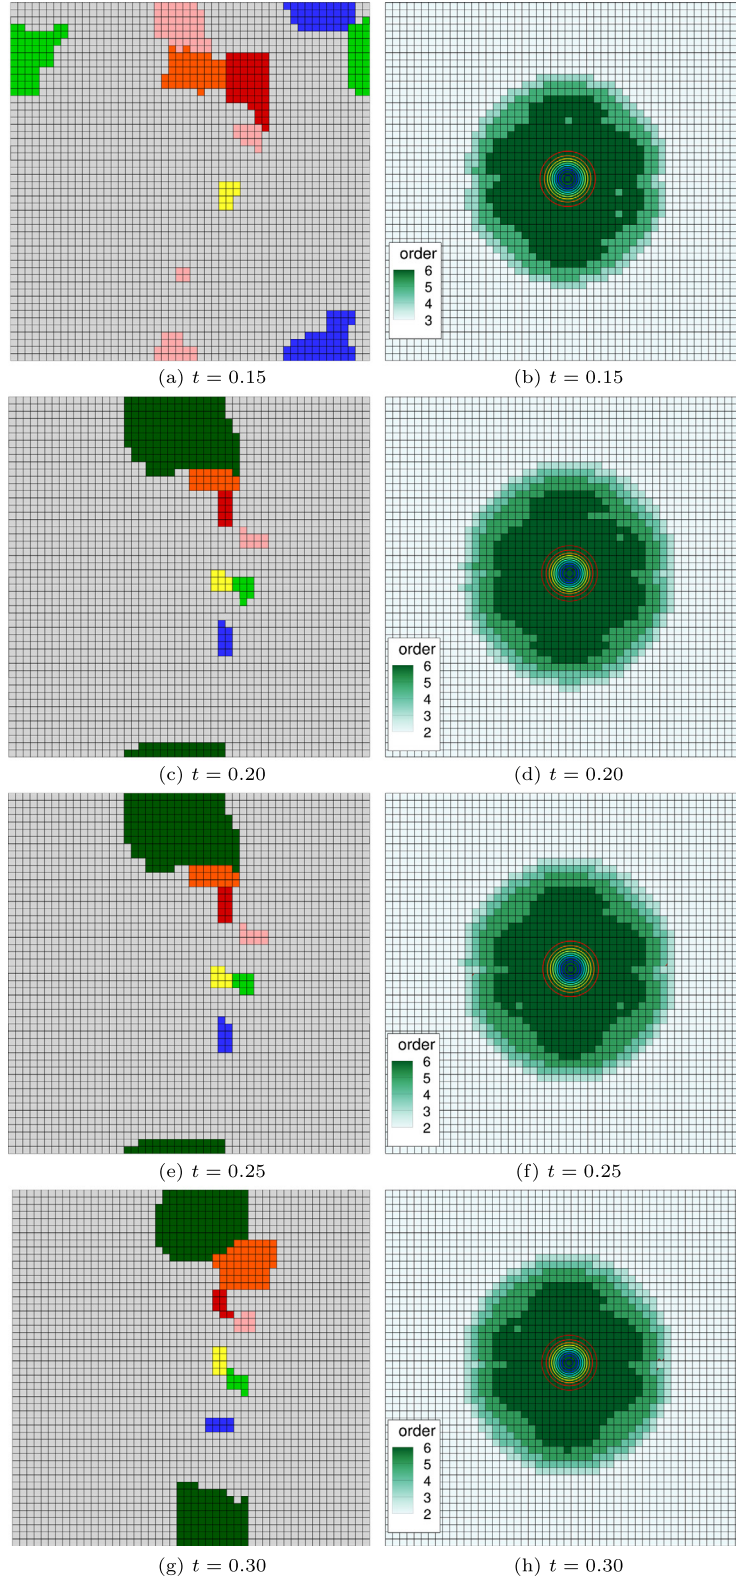 order
6
5
4
3
(a) t = 0.15
(b) t = 0.15
order
6
5
4
3
2
(c) t = 0.20
(d) t = 0.20
order
6
5
4
3
2
(e) t = 0.25
(f) t = 0.25
order
6
5
4
3
2
(g) t = 0.30
(h) t = 0.30